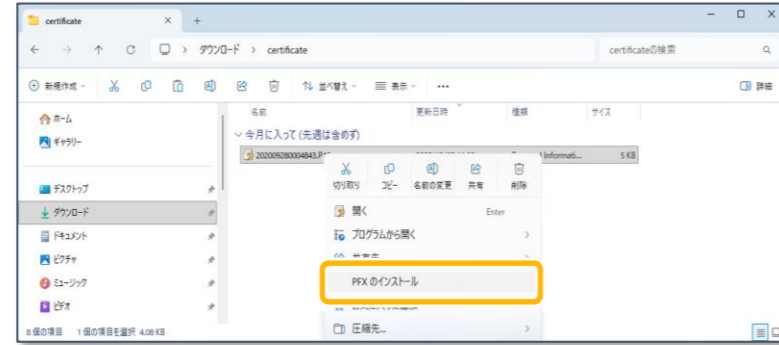 certificate
ダウンロード > certificate
certificateの検索
新規作成
並べ替え
表示
詳細
ホーム
ギャラリー
デスクトップ
ダウンロード
ドキュメント
ピクチャ
ミュージック
ビデオ
名前 更新日時 種類 サイズ
今月に入って (先週は含めず)
202009280004843.P 5 KB
切り取り コピー 名前の変更 共有 削除
開く Enter
プログラムから開く
PFX のインストール
圧縮先...
8 個の項目 1 個の項目を選択 4.08 KB